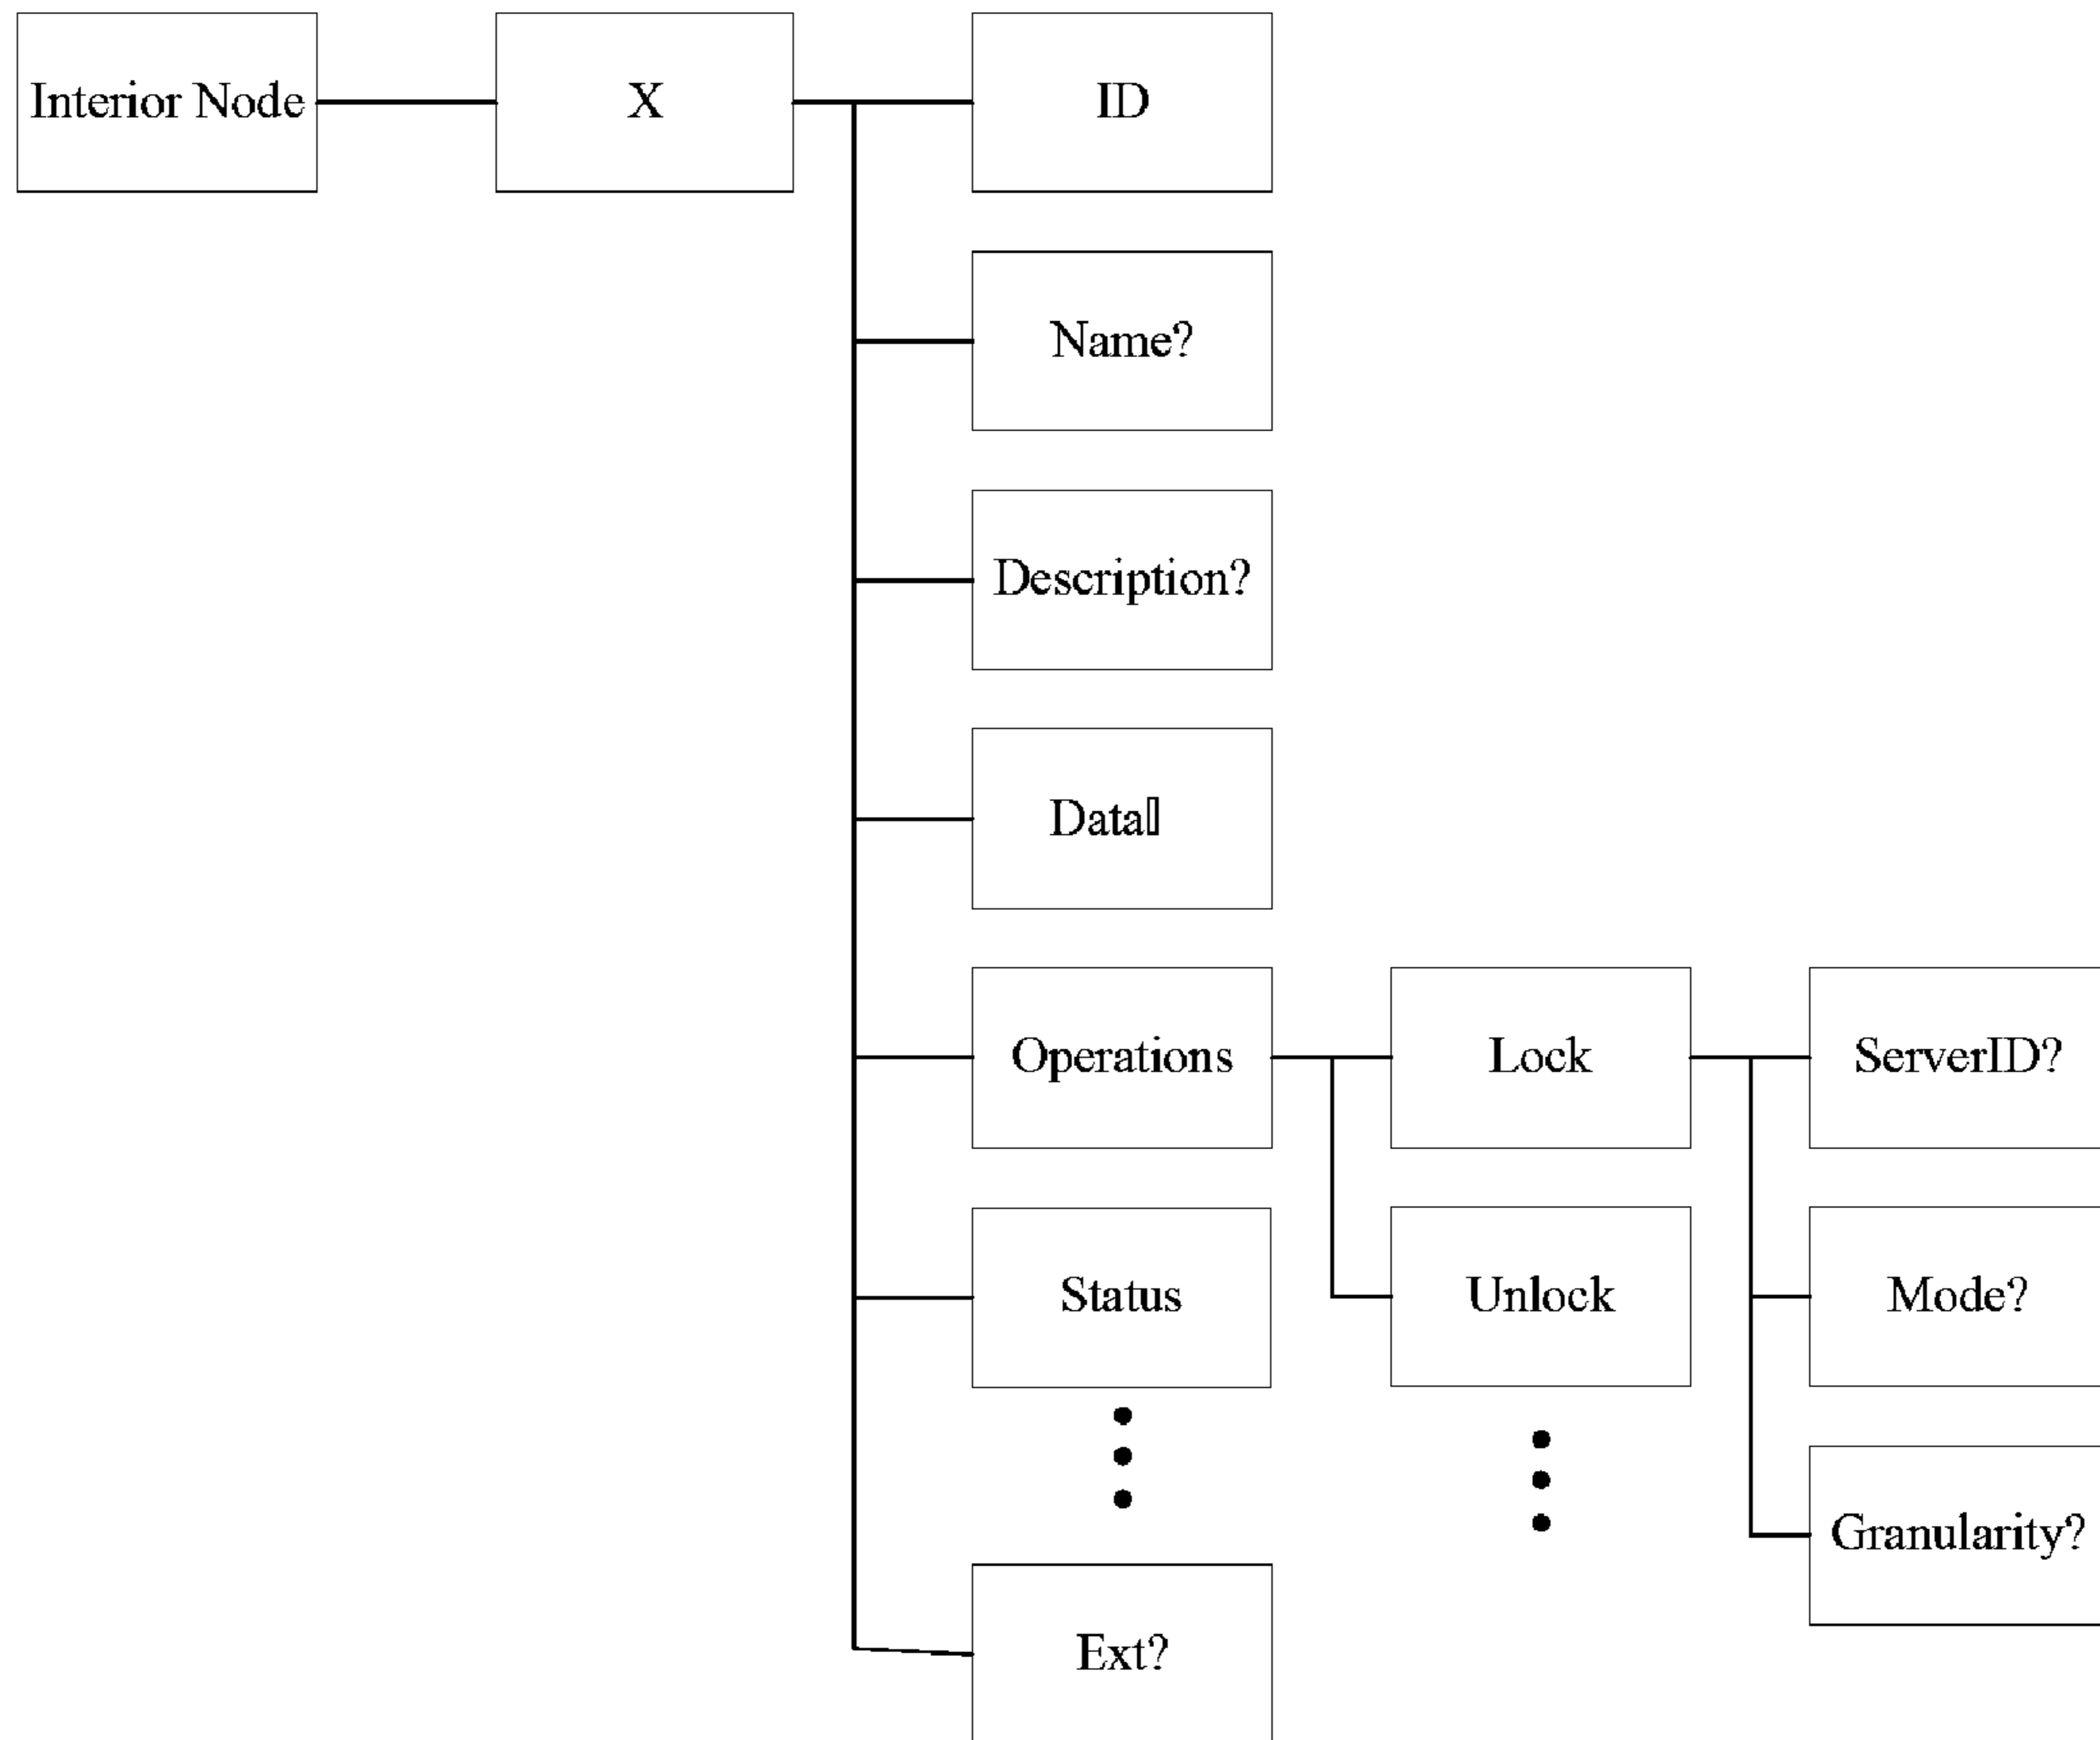 Interior Node
X
ID
Name?
Description?
Data
Operations
Lock
ServerID?
Status
Unlock
Mode?
Granularity?
Ext?